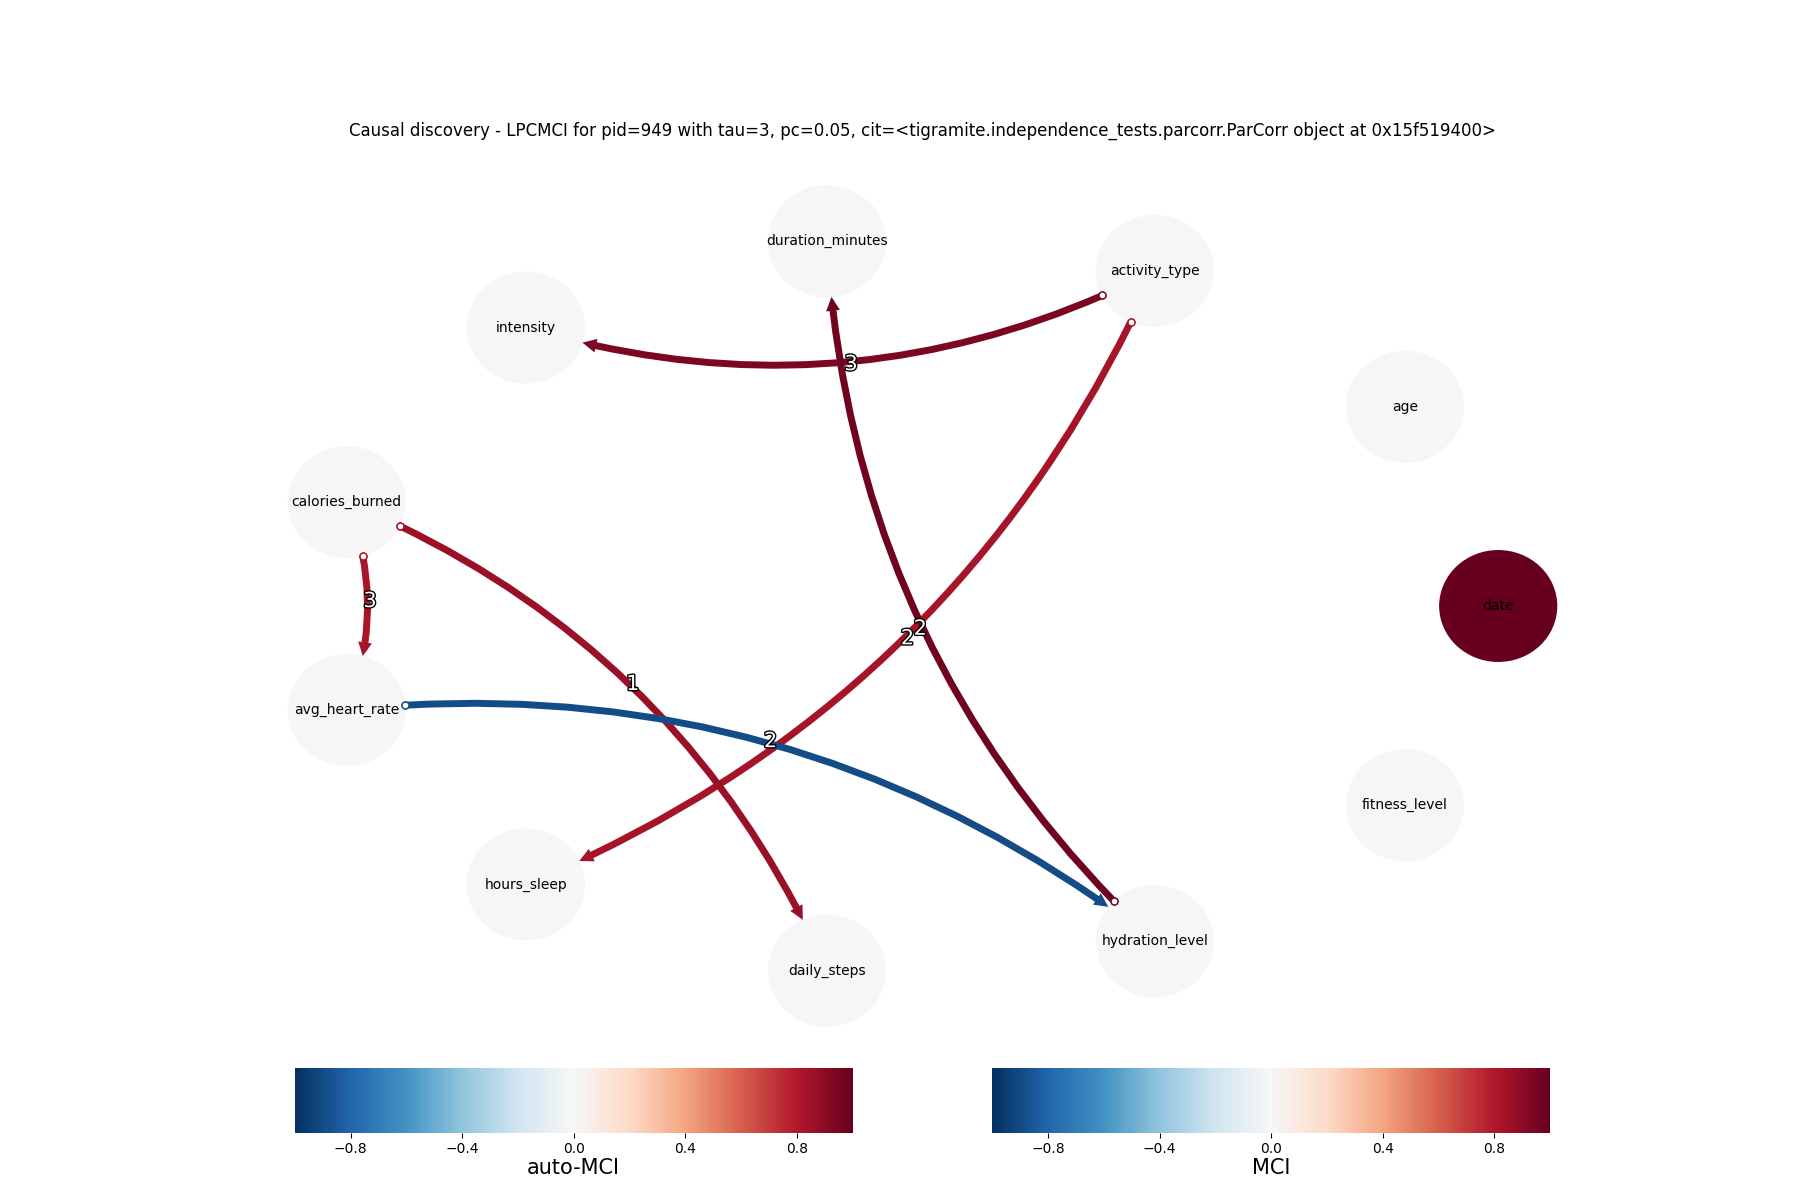 Causal discovery - LPCMCI for pid=949 with tau=3, pc=0.05, cit=<tigramite.independence_tests.parcorr.ParCorr object at 0x15f519400>
duration_minutes
activity_type
intensity
3
age
calories_burned
3
date
2
2
1
avg_heart_rate
2
fitness_level
hours_sleep
hydration_level
daily_steps
−0.8 −0.4 0.0 0.4 0.8
auto-MCI
−0.8 −0.4 0.0 0.4 0.8
MCI